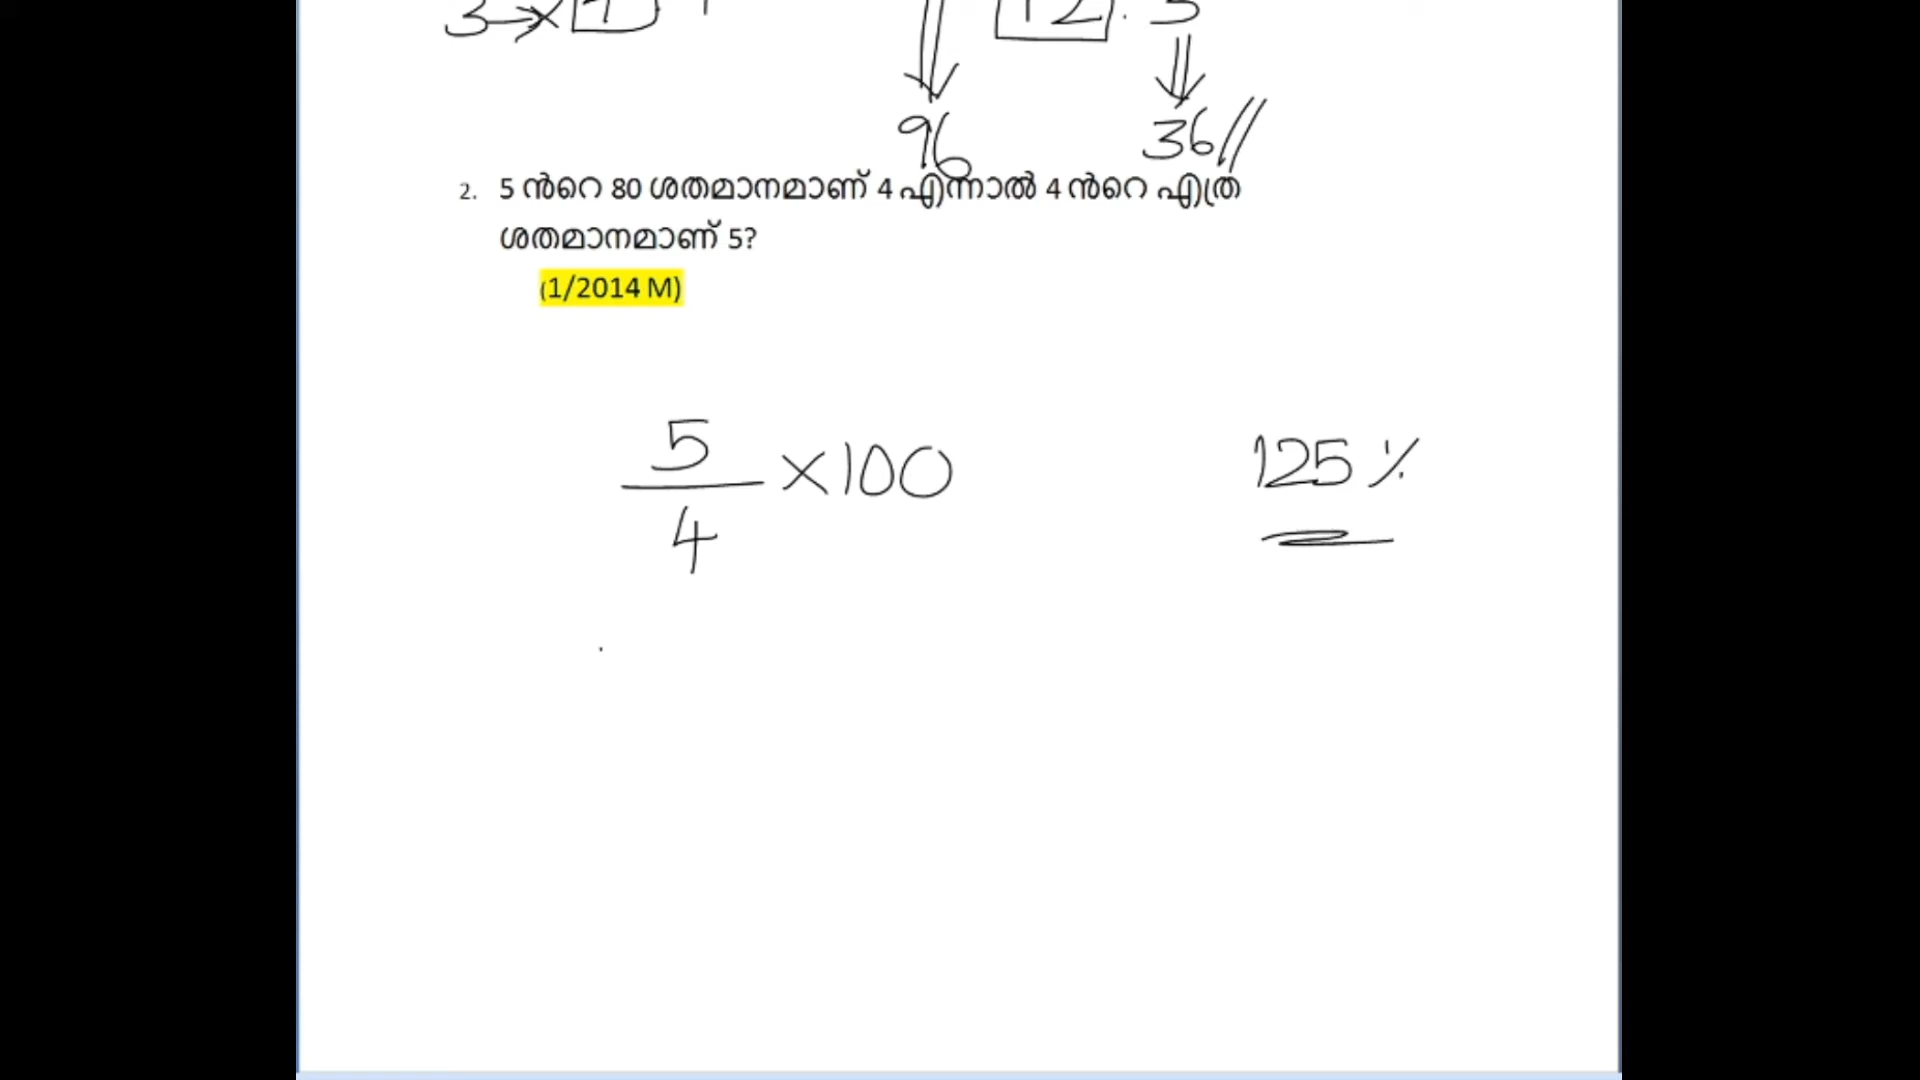 96 36//
2. 5 ൻറെ 80 ശതമാനമാണ് 4 എന്നാൽ 4 ൻറെ എത്ര
ശതമാനമാണ് 5?
(1/2014 M)
5
× 100 125 %
4